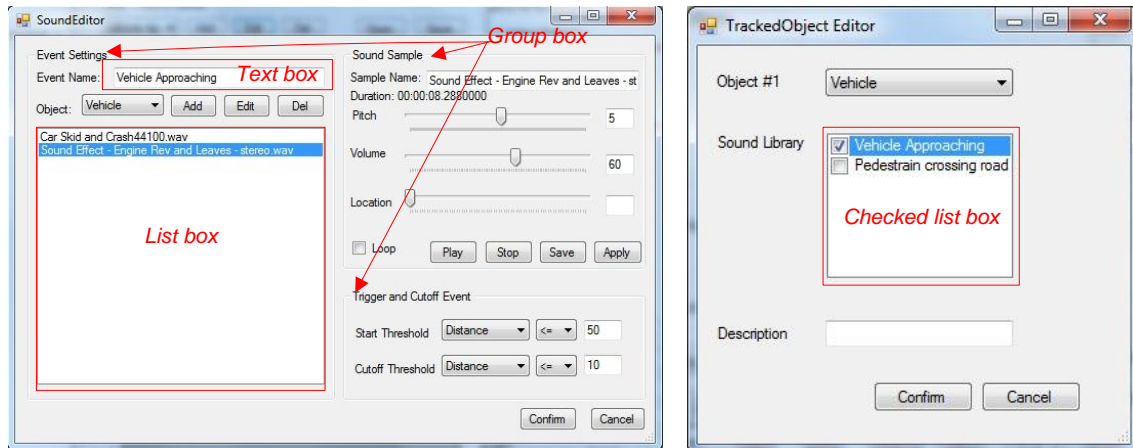 SoundEditor
Group box
Event Settings
Event Name: Vehicle Approaching Text box
Object: Vehicle Add Edit Del
Car Skid and Crash44100.wav
Sound Effect - Engine Rev and Leaves - stereo.wav
List box
Sound Sample
Sample Name: Sound Effect - Engine Rev and Leaves - st
Duration: 00:00:08.2880000
Pitch 5
Volume 60
Location
Loop Play Stop Save Apply
Trigger and Cutoff Event
Start Threshold Distance <= 50
Cutoff Threshold Distance <= 10
Confirm Cancel
TrackedObject Editor
Object #1 Vehicle
Sound Library Vehicle Approaching
Pedestrain crossing road
Checked list box
Description
Confirm Cancel